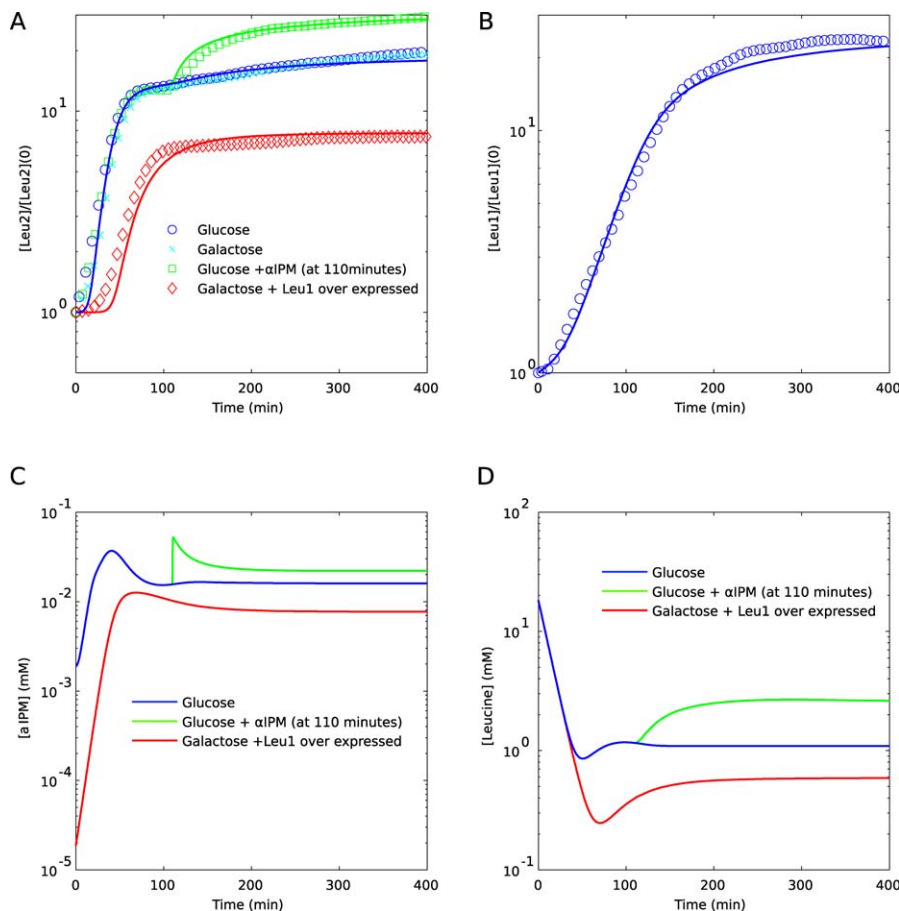 A
[Leu2]/[Leu2](0)
10^1
10^0
Glucose
Galactose
Glucose +αIPM (at 110minutes)
Galactose + Leu1 over expressed
0
100
200
300
400
Time (min)
B
[Leu1]/[Leu1](0)
10^1
10^0
0
100
200
300
400
Time (min)
C
[aIPM] (mM)
10^-1
10^-2
10^-3
10^-4
10^-5
Glucose
Glucose + αIPM (at 110 minutes)
Galactose +Leu1 over expressed
0
100
200
300
400
Time (min)
D
[Leucine] (mM)
10^2
10^1
10^0
10^-1
Glucose
Glucose + αIPM (at 110 minutes)
Galactose + Leu1 over expressed
0
100
200
300
400
Time (min)